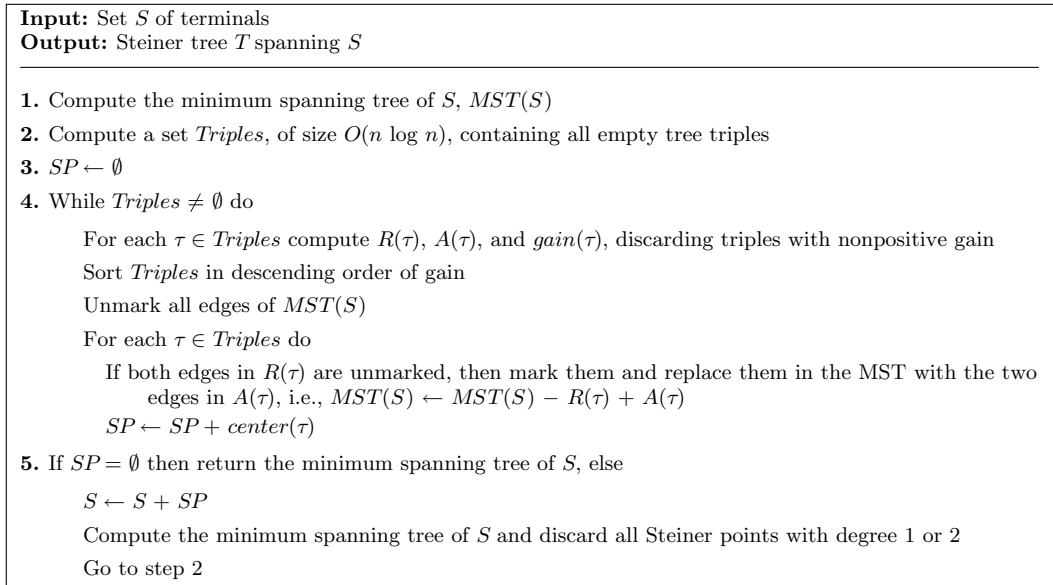 Input: Set S of terminals
Output: Steiner tree T spanning S
1. Compute the minimum spanning tree of S, MST(S)
2. Compute a set Triples, of size O(n log n), containing all empty tree triples
3. SP ← ∅
4. While Triples ≠ ∅ do
For each τ ∈ Triples compute R(τ), A(τ), and gain(τ), discarding triples with nonpositive gain
Sort Triples in descending order of gain
Unmark all edges of MST(S)
For each τ ∈ Triples do
If both edges in R(τ) are unmarked, then mark them and replace them in the MST with the two
edges in A(τ), i.e., MST(S) ← MST(S) − R(τ) + A(τ)
SP ← SP + center(τ)
5. If SP = ∅ then return the minimum spanning tree of S, else
S ← S + SP
Compute the minimum spanning tree of S and discard all Steiner points with degree 1 or 2
Go to step 2